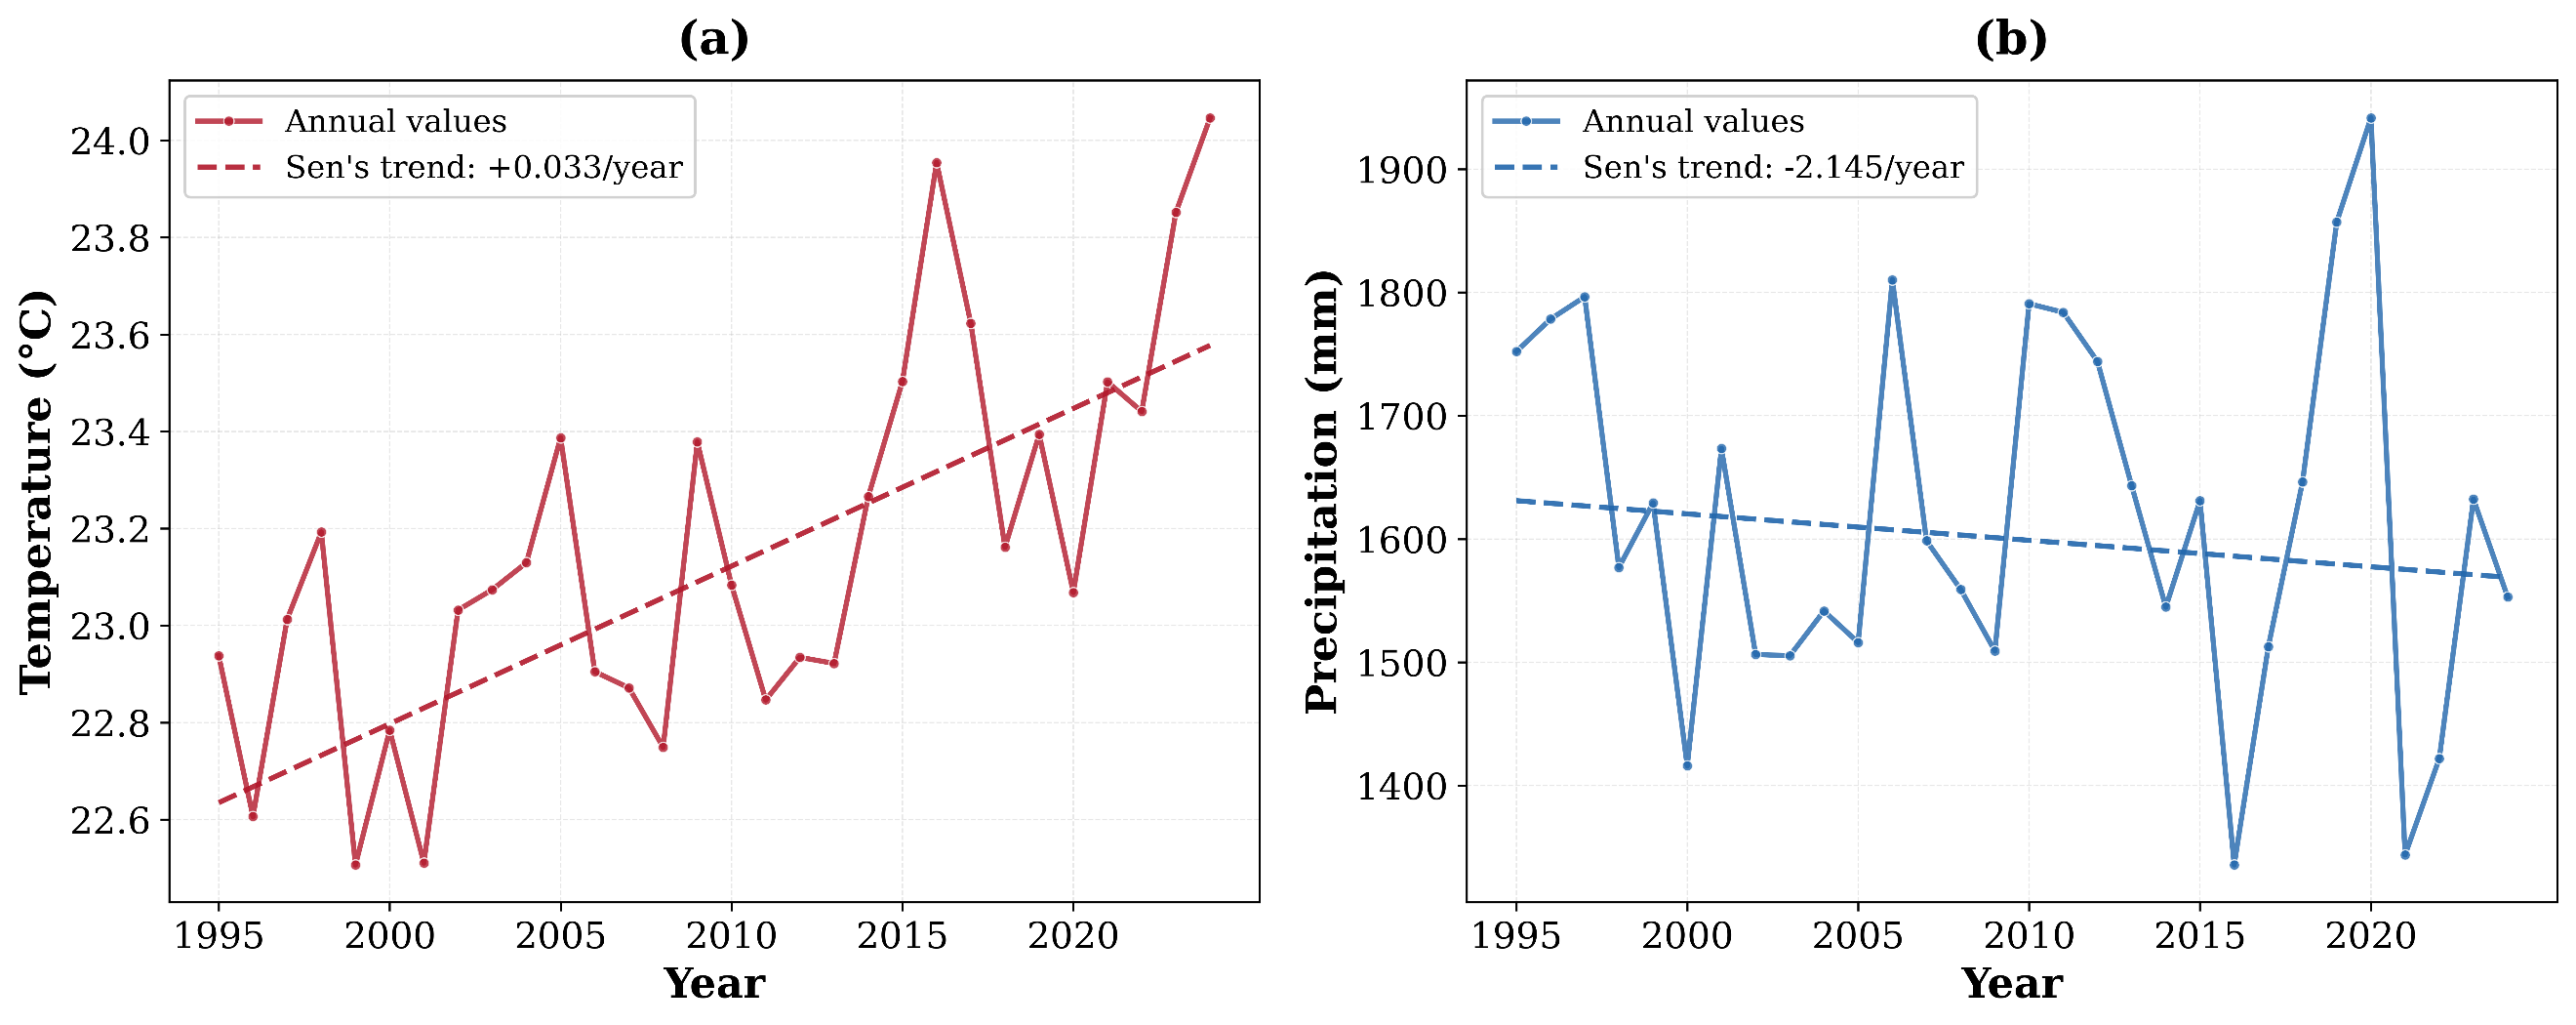 (a)
Annual values
Sen's trend: +0.033/year
24.0
23.8
23.6
23.4
23.2
23.0
22.8
22.6
Temperature (°C)
1995 2000 2005 2010 2015 2020
Year
(b)
Annual values
Sen's trend: -2.145/year
1900
1800
1700
1600
1500
1400
Precipitation (mm)
1995 2000 2005 2010 2015 2020
Year